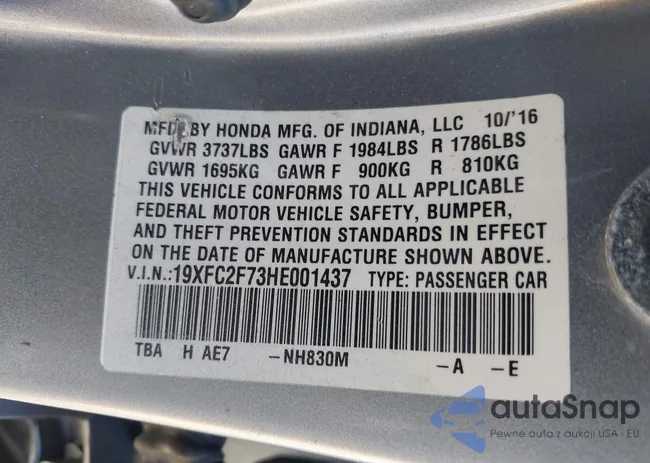 MFD. BY HONDA MFG. OF INDIANA, LLC 10/'16
GVWR 3737LBS GAWR F 1984LBS R 1786LBS
GVWR 1695KG GAWR F 900KG R 810KG
THIS VEHICLE CONFORMS TO ALL APPLICABLE
FEDERAL MOTOR VEHICLE SAFETY, BUMPER,
AND THEFT PREVENTION STANDARDS IN EFFECT
ON THE DATE OF MANUFACTURE SHOWN ABOVE.
V.I.N.:19XFC2F73HE001437 TYPE: PASSENGER CAR
TBA H AE7 -NH830M -A -E
autaSnap
Pewne auta z aukcji USA i EU